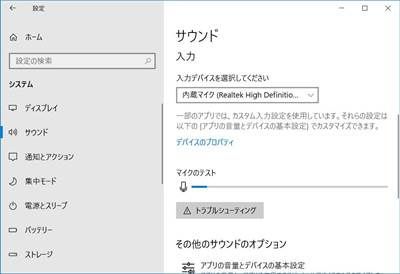 設定
ホーム
設定の検索
システム
ディスプレイ
サウンド
通知とアクション
集中モード
電源とスリープ
バッテリー
ストレージ
サウンド
入力
入力デバイスを選択してください
内蔵マイク (Realtek High Definitio...
一部のアプリでは、カスタム入力設定を使用しています。それらの設定は
以下の [アプリの音量とデバイスの基本設定] でカスタマイズできます。
デバイスのプロパティ
マイクのテスト
トラブルシューティング
その他のサウンドのオプション
アプリの音量とデバイスの基本設定